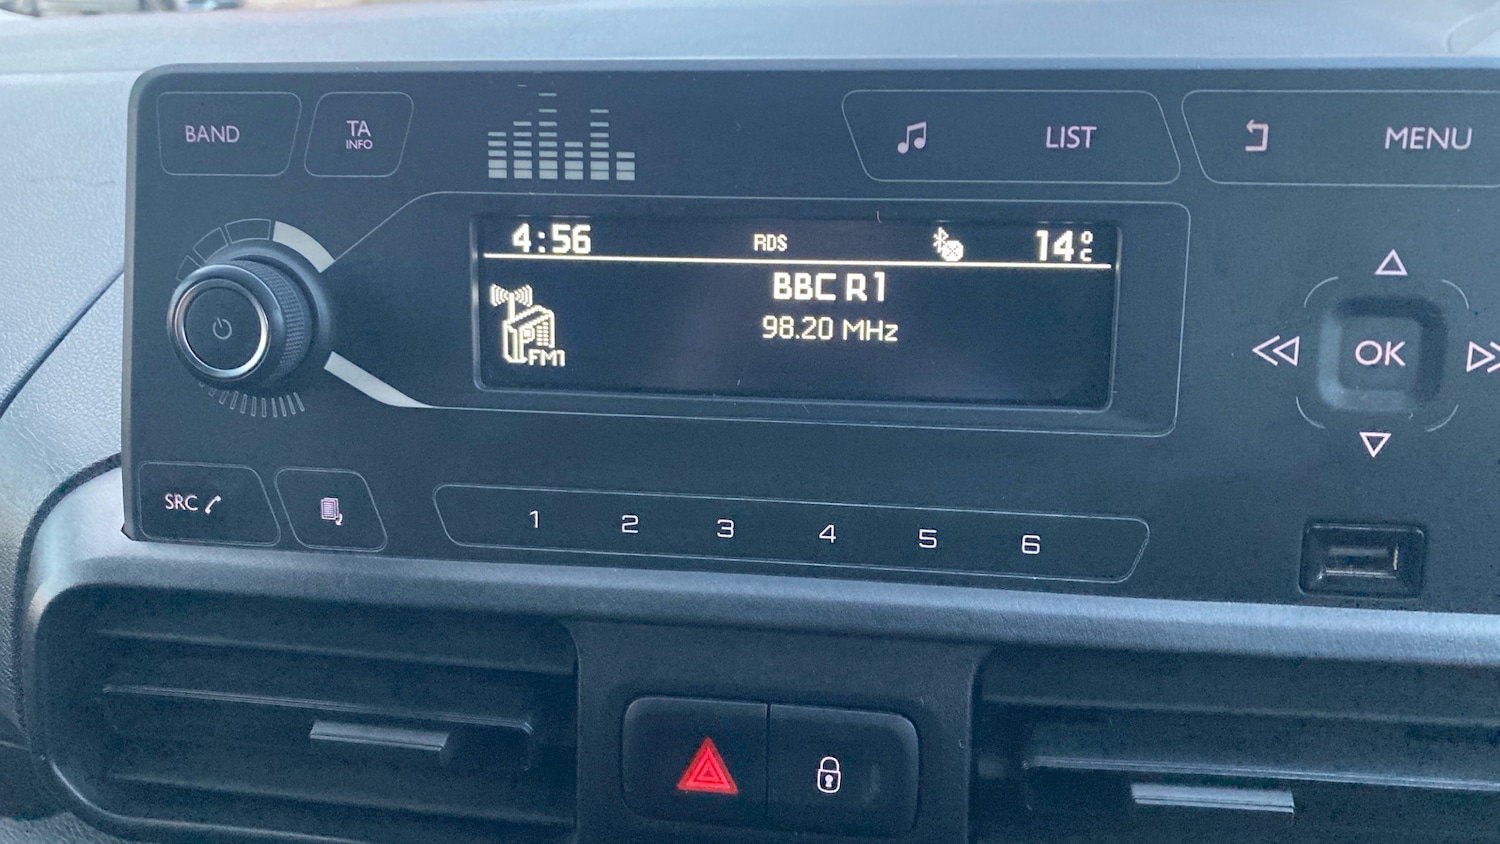 BAND
TA
INFO
LIST
MENU
4:56 RDS 14°C
BBC R1
98.20 MHz
FM1
OK
SRC
1 2 3 4 5 6